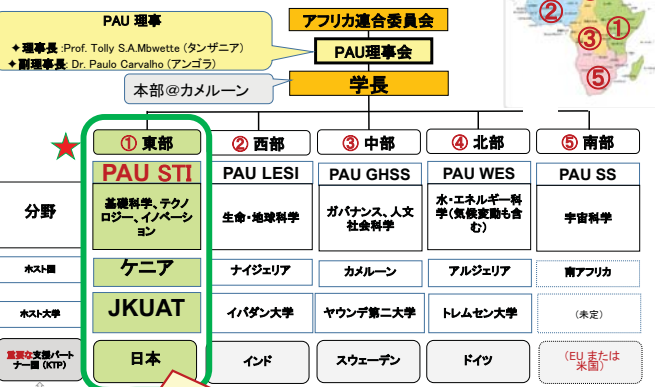 PAU 理事
✦理事長:Prof. Tolly S.A.Mbwette (タンザニア)
✦副理事長: Dr. Paulo Carvalho (アンゴラ)
アフリカ連合委員会
PAU理事会
学長
本部@カメルーン
②
①
③
⑤
① 東部
② 西部
③ 中部
④ 北部
⑤ 南部
PAU STI
PAU LESI
PAU GHSS
PAU WES
PAU SS
分野
基礎科学、テクノ
ロジー、イノベーシ
ョン
生命・地球科学
ガバナンス、人文
社会科学
水・エネルギー科
学(気候変動も含
む)
宇宙科学
ホスト国
ケニア
ナイジェリア
カメルーン
アルジェリア
南アフリカ
ホスト大学
JKUAT
イバダン大学
ヤウンデ第二大学
トレムセン大学
(未定)
重要な支援パート
ナー国 (KTP)
日本
インド
スウェーデン
ドイツ
(EU または
米国)